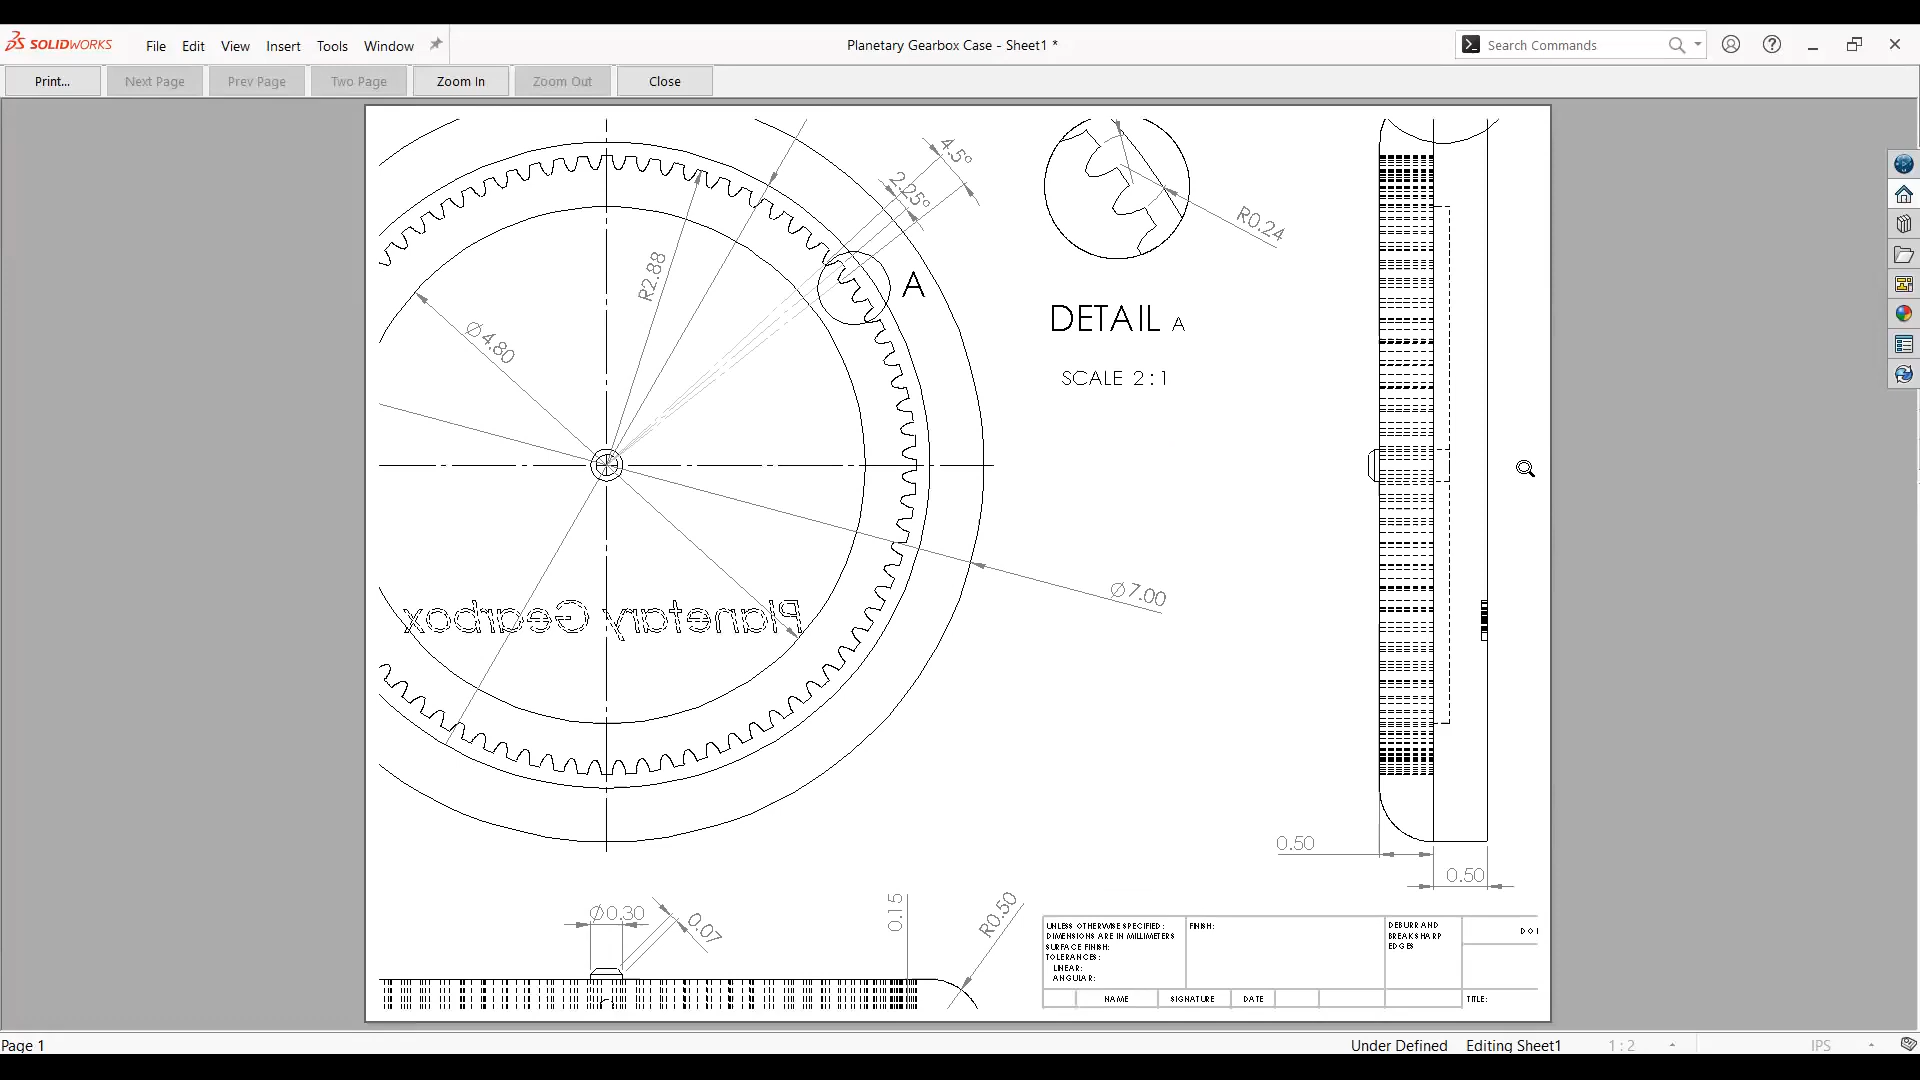 SOLIDWORKS File Edit View Insert Tools Window Planetary Gearbox Case - Sheet1 * Search Commands
Print... Next Page Prev Page Two Page Zoom In Zoom Out Close
4.5°
2.25°
R0.24
R2.88
A
DETAIL A
Ø4.80
SCALE 2 : 1
Ø7.00
Planetary Gearbox
0.50
0.50
Ø0.30
0.07
0.15
R0.50
UNLESS OTHERWISE SPECIFIED:
DIMENSIONS ARE IN MILLIMETERS
SURFACE FINISH:
TOLERANCES:
LINEAR:
ANGULAR:
FINISH:
DEBURR AND
BREAK SHARP
EDGES
NAME SIGNATURE DATE TITLE:
Page 1 Under Defined Editing Sheet1 1 : 2 IPS